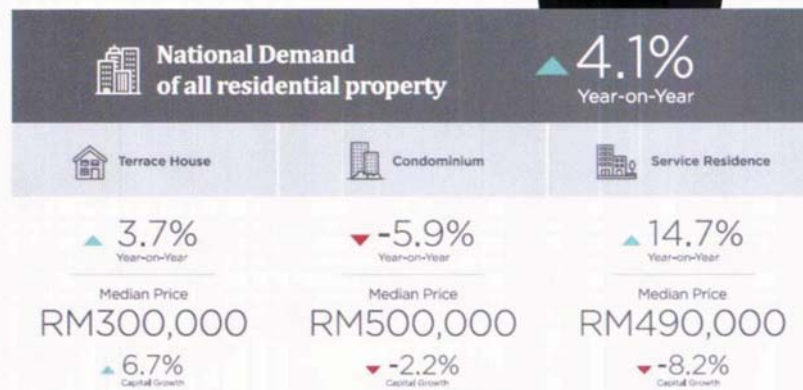 National Demand
of all residential property
4.1%
Year-on-Year
Terrace House
Condominium
Service Residence
3.7%
Year-on-Year
Median Price
RM300,000
6.7%
Capital Growth
-5.9%
Year-on-Year
Median Price
RM500,000
-2.2%
Capital Growth
14.7%
Year-on-Year
Median Price
RM490,000
-8.2%
Capital Growth